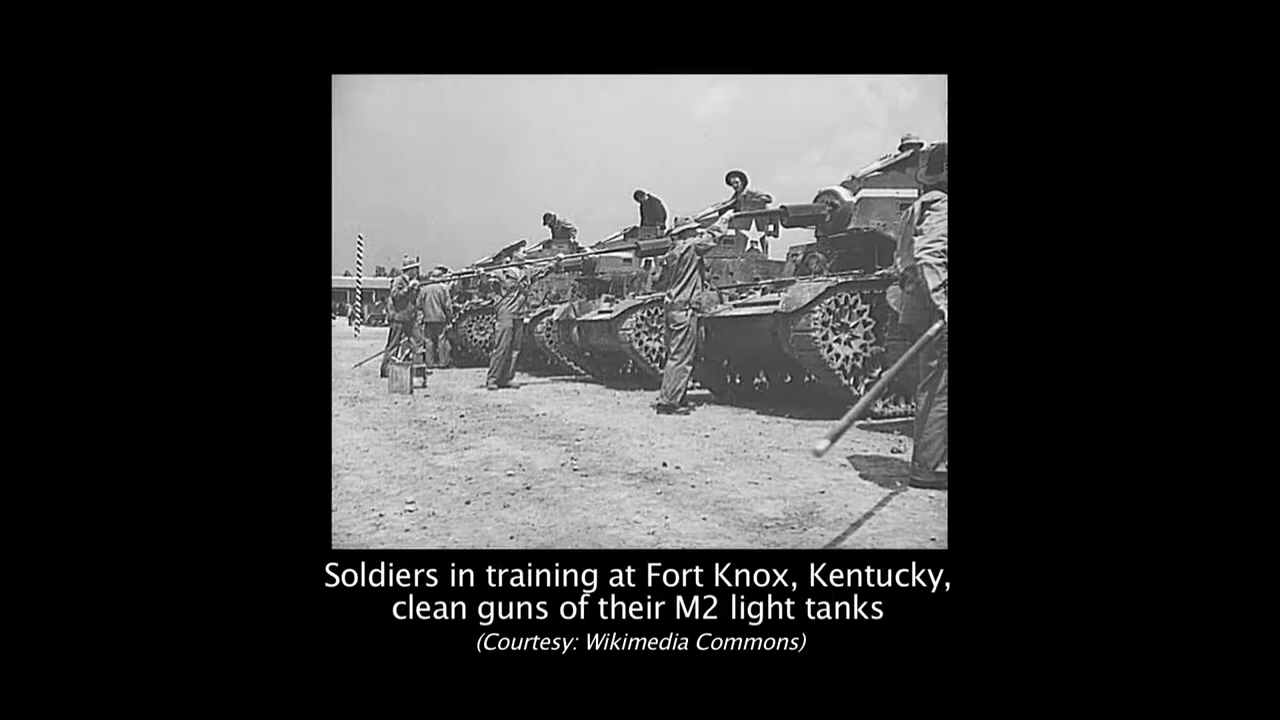 Soldiers in training at Fort Knox, Kentucky,
clean guns of their M2 light tanks
(Courtesy: Wikimedia Commons)